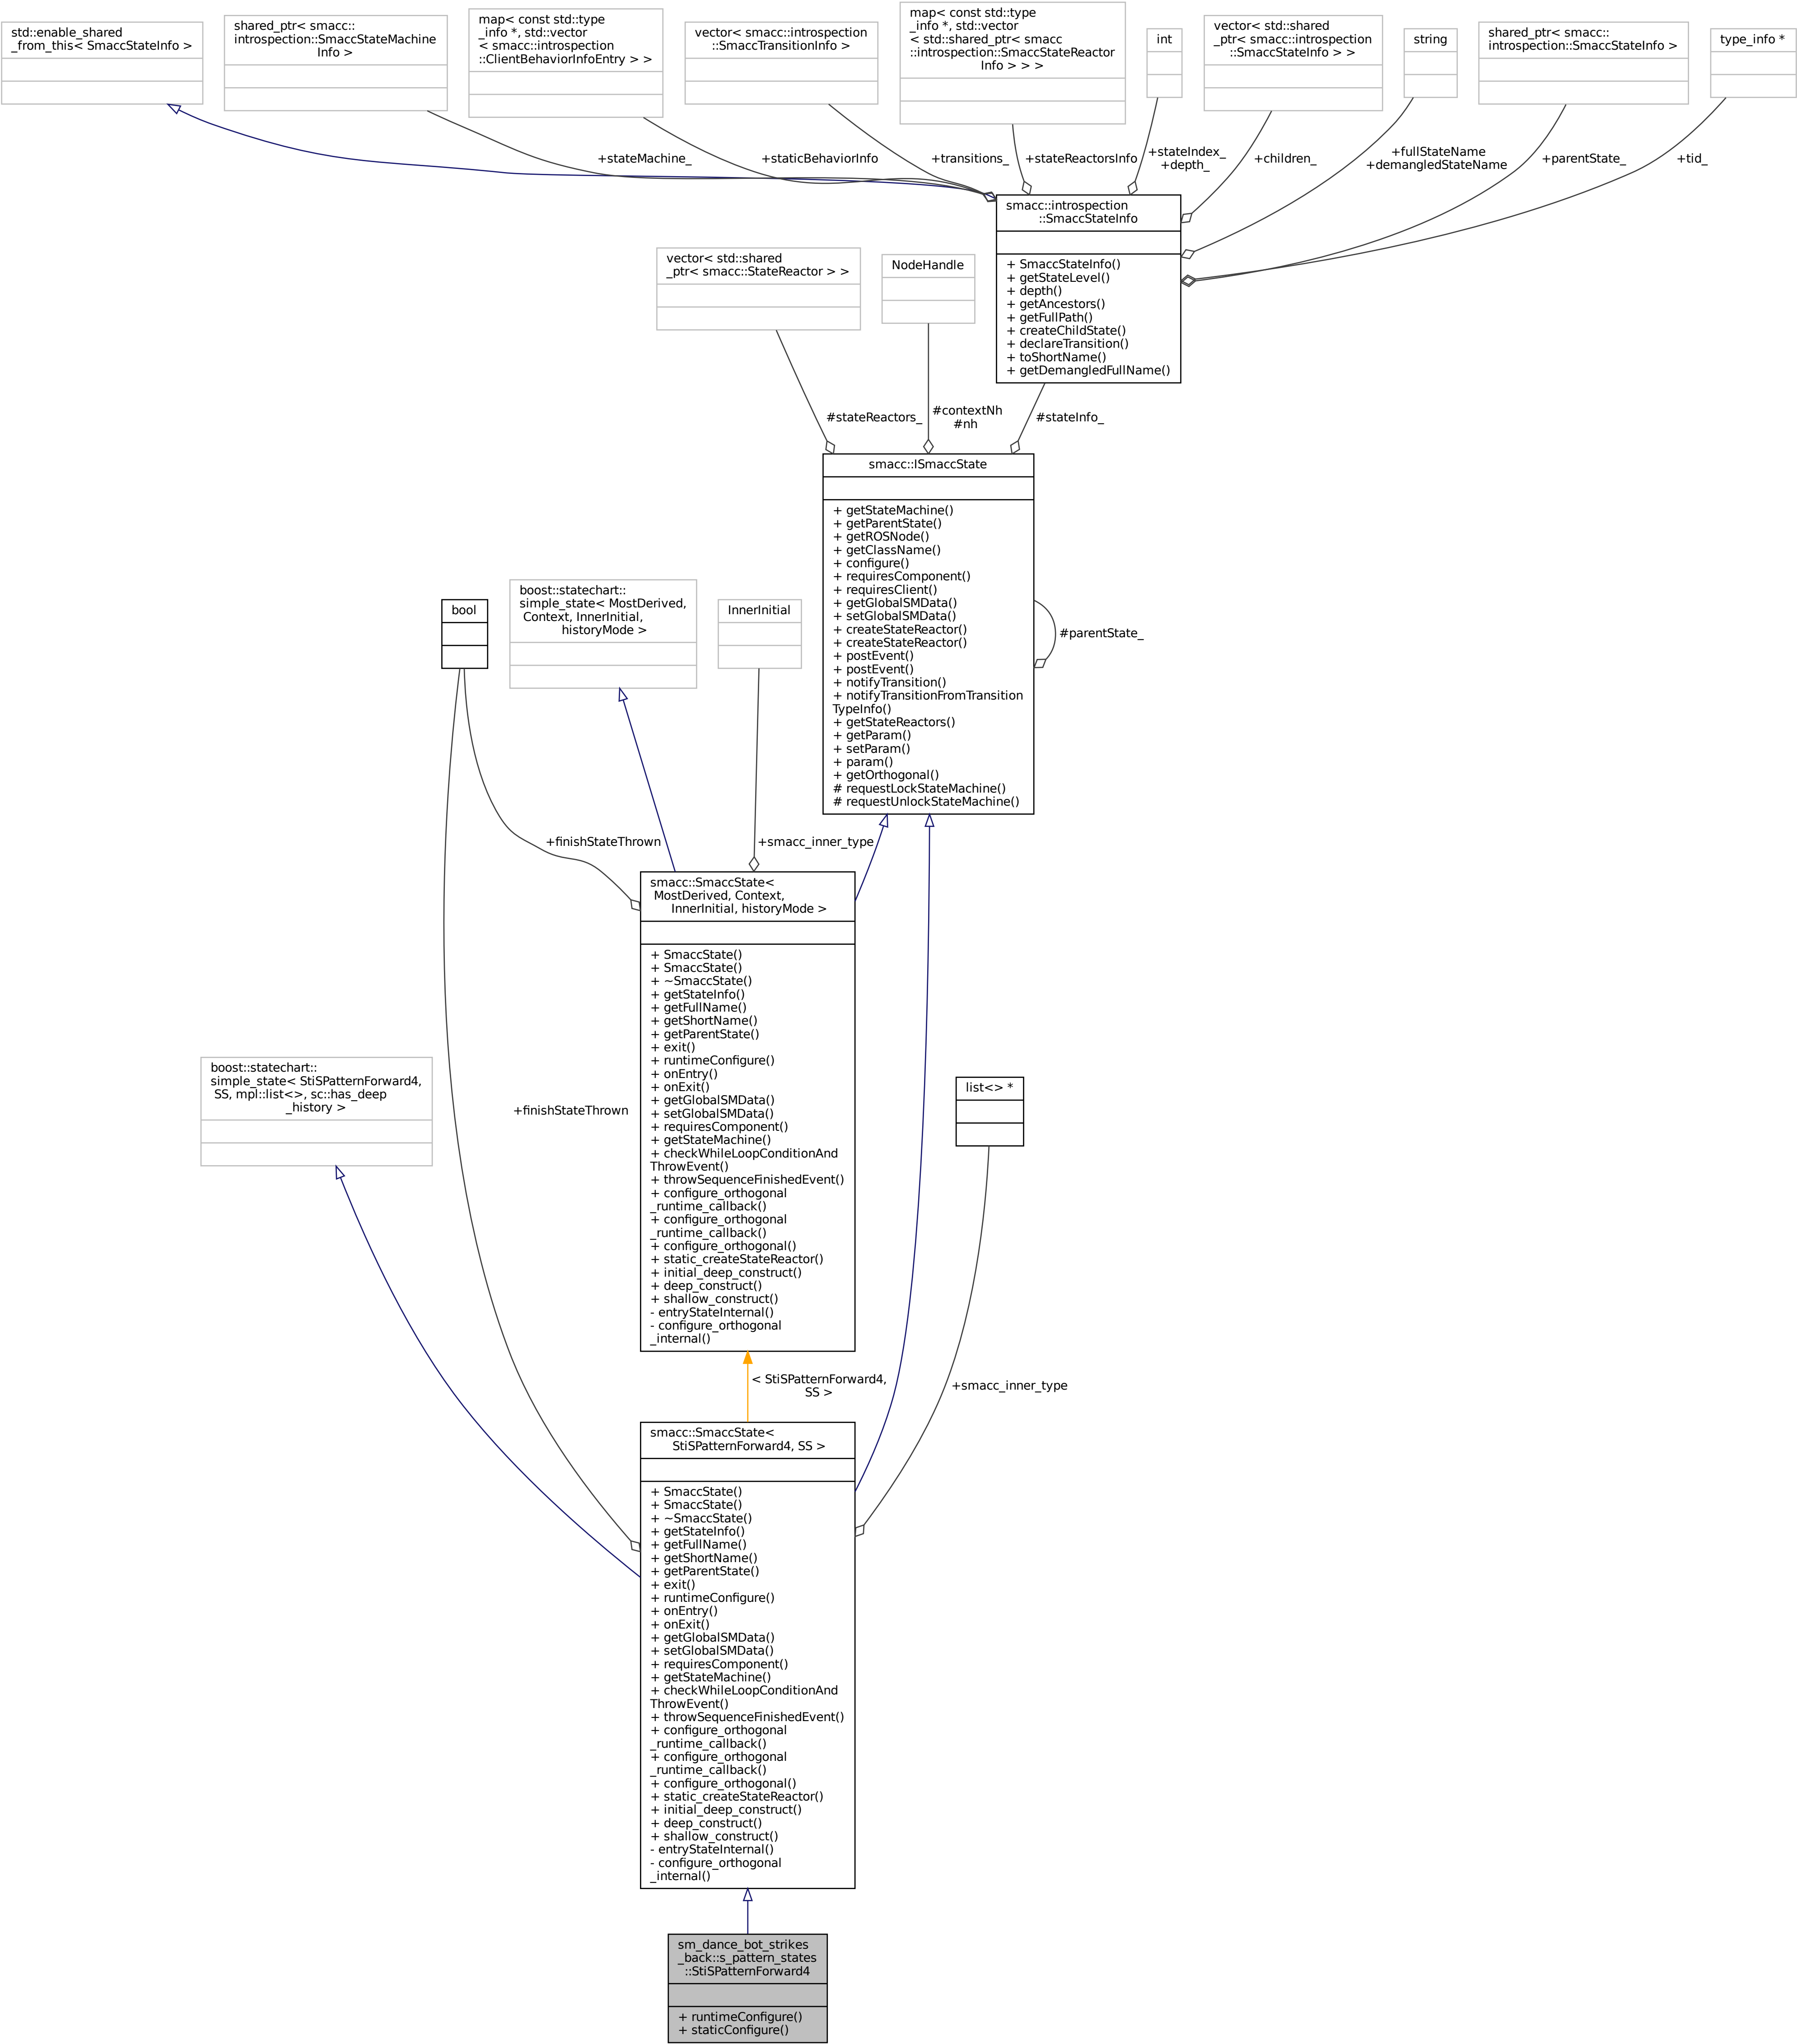 std::enable_shared
_from_this< SmaccStateInfo >
shared_ptr< smacc::
introspection::SmaccStateMachine
Info >
map< const std::type
_info *, std::vector
< smacc::introspection
::ClientBehaviorInfoEntry > >
vector< smacc::introspection
::SmaccTransitionInfo >
map< const std::type
_info *, std::vector
< std::shared_ptr< smacc
::introspection::SmaccStateReactor
Info > > >
int
vector< std::shared
_ptr< smacc::introspection
::SmaccStateInfo > >
string
shared_ptr< smacc::
introspection::SmaccStateInfo >
type_info *
+stateMachine_
+staticBehaviorInfo
+transitions_
+stateReactorsInfo
+stateIndex_
+depth_
+children_
+fullStateName
+demangledStateName
+parentState_
+tid_
smacc::introspection
::SmaccStateInfo
+ SmaccStateInfo()
+ getStateLevel()
+ depth()
+ getAncestors()
+ getFullPath()
+ createChildState()
+ declareTransition()
+ toShortName()
+ getDemangledFullName()
vector< std::shared
_ptr< smacc::StateReactor > >
NodeHandle
#stateReactors_
#contextNh
#nh
#stateInfo_
smacc::ISmaccState
+ getStateMachine()
+ getParentState()
+ getROSNode()
+ getClassName()
+ configure()
+ requiresComponent()
+ requiresClient()
+ getGlobalSMData()
+ setGlobalSMData()
+ createStateReactor()
+ createStateReactor()
+ postEvent()
+ postEvent()
+ notifyTransition()
+ notifyTransitionFromTransition
TypeInfo()
+ getStateReactors()
+ getParam()
+ setParam()
+ param()
+ getOrthogonal()
# requestLockStateMachine()
# requestUnlockStateMachine()
#parentState_
bool
boost::statechart::
simple_state< MostDerived,
Context, InnerInitial,
historyMode >
InnerInitial
+finishStateThrown
+smacc_inner_type
smacc::SmaccState<
MostDerived, Context,
InnerInitial, historyMode >
+ SmaccState()
+ SmaccState()
+ ~SmaccState()
+ getStateInfo()
+ getFullName()
+ getShortName()
+ getParentState()
+ exit()
+ runtimeConfigure()
+ onEntry()
+ onExit()
+ getGlobalSMData()
+ setGlobalSMData()
+ requiresComponent()
+ getStateMachine()
+ checkWhileLoopConditionAnd
ThrowEvent()
+ throwSequenceFinishedEvent()
+ configure_orthogonal
_runtime_callback()
+ configure_orthogonal
_runtime_callback()
+ configure_orthogonal()
+ static_createStateReactor()
+ initial_deep_construct()
+ deep_construct()
+ shallow_construct()
- entryStateInternal()
- configure_orthogonal
_internal()
boost::statechart::
simple_state< StiSPatternForward4,
SS, mpl::list<>, sc::has_deep
_history >
+finishStateThrown
list<> *
< StiSPatternForward4,
SS >
+smacc_inner_type
smacc::SmaccState<
StiSPatternForward4, SS >
+ SmaccState()
+ SmaccState()
+ ~SmaccState()
+ getStateInfo()
+ getFullName()
+ getShortName()
+ getParentState()
+ exit()
+ runtimeConfigure()
+ onEntry()
+ onExit()
+ getGlobalSMData()
+ setGlobalSMData()
+ requiresComponent()
+ getStateMachine()
+ checkWhileLoopConditionAnd
ThrowEvent()
+ throwSequenceFinishedEvent()
+ configure_orthogonal
_runtime_callback()
+ configure_orthogonal
_runtime_callback()
+ configure_orthogonal()
+ static_createStateReactor()
+ initial_deep_construct()
+ deep_construct()
+ shallow_construct()
- entryStateInternal()
- configure_orthogonal
_internal()
sm_dance_bot_strikes
_back::s_pattern_states
::StiSPatternForward4
+ runtimeConfigure()
+ staticConfigure()